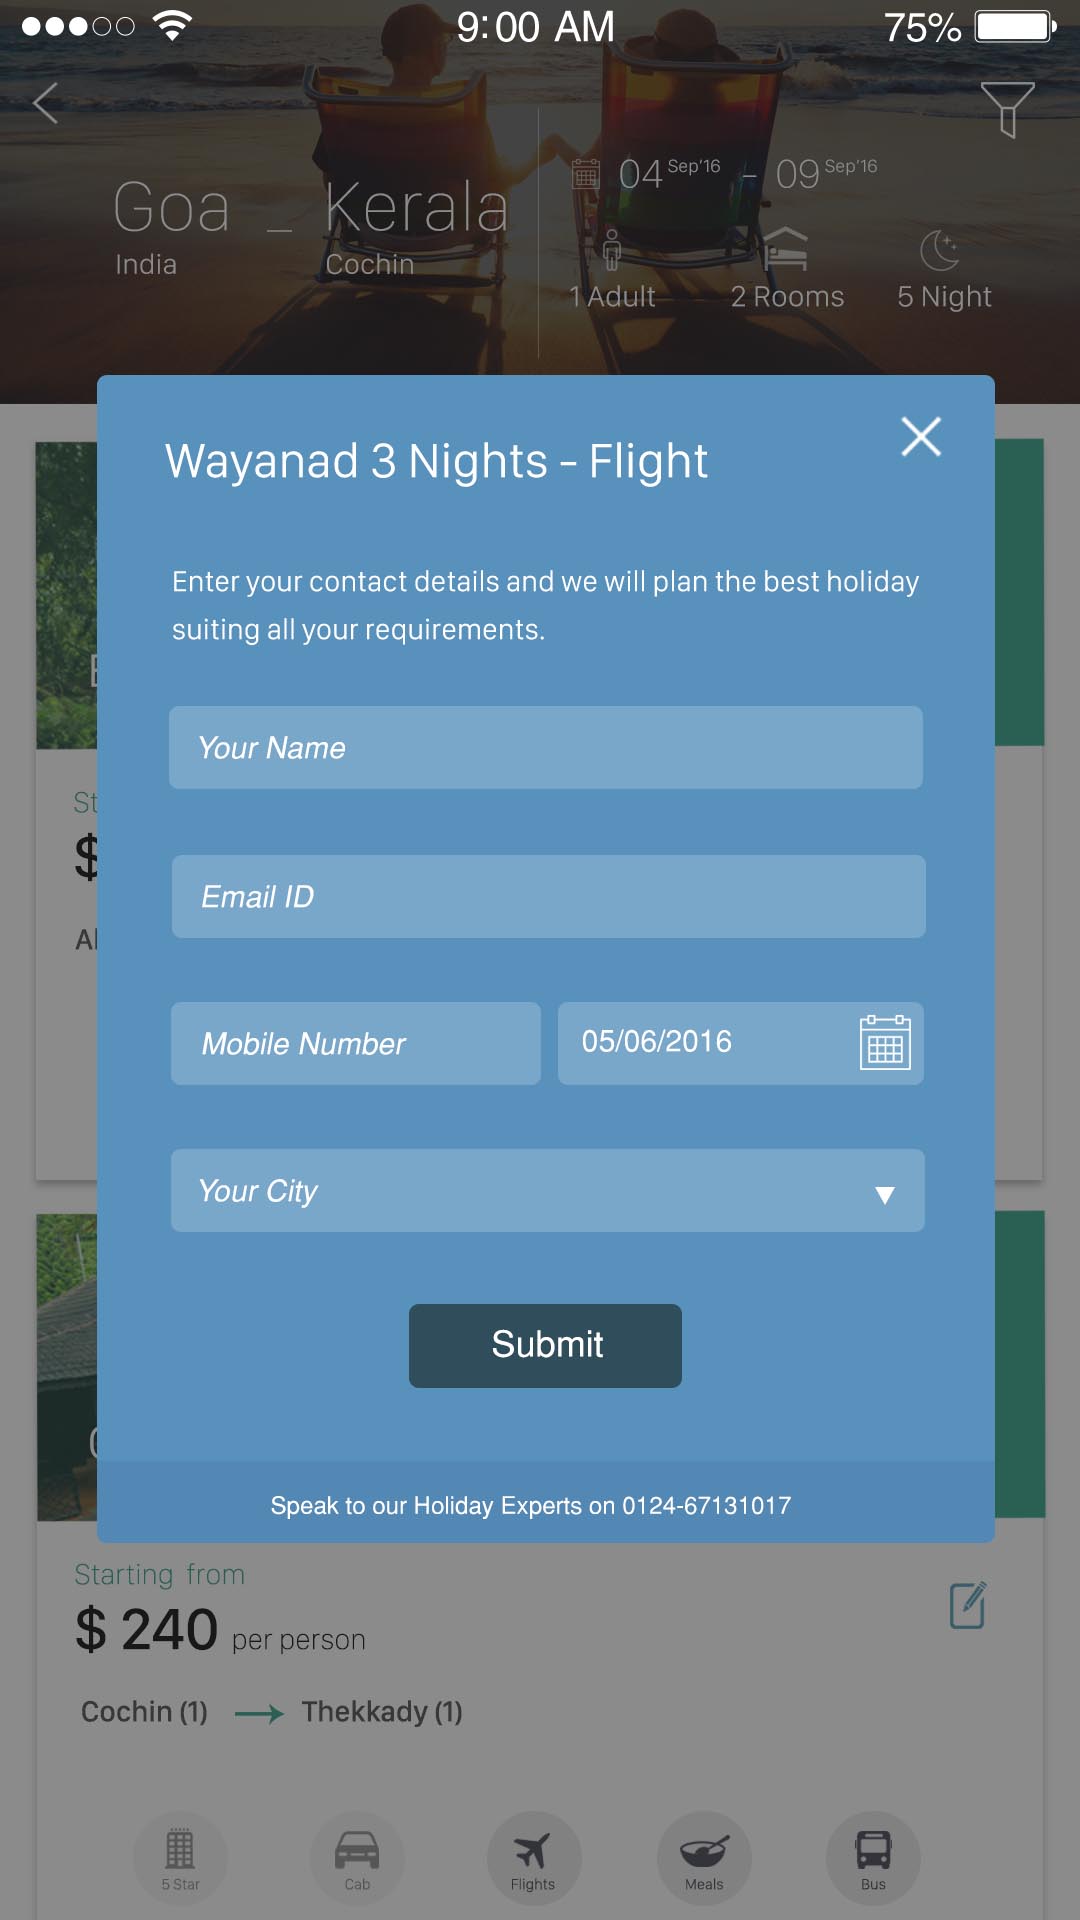 9:00 AM
75%
04 Sep'16 - 09 Sep'16
Goa _ Kerala
India
Cochin
1 Adult
2 Rooms
5 Night
Wayanad 3 Nights - Flight
Enter your contact details and we will plan the best holiday
suiting all your requirements.
Your Name
Email ID
Mobile Number
05/06/2016
Your City
Submit
Speak to our Holiday Experts on 0124-67131017
$
Starting from
$ 240 per person
Cochin (1)
Thekkady (1)
5 Star
Cab
Flights
Meals
Bus